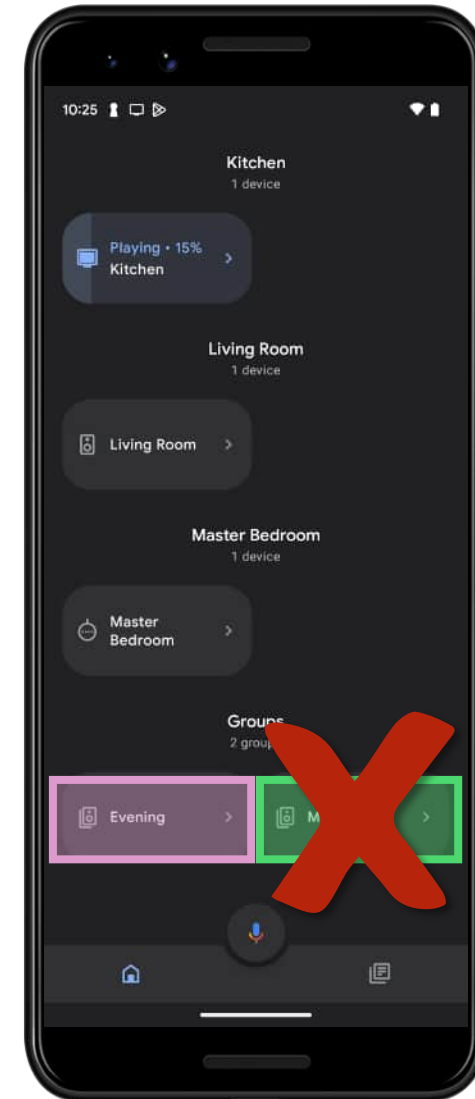 10:25
Kitchen
1 device
Playing • 15%
Kitchen
Living Room
1 device
Living Room
Master Bedroom
1 device
Master
Bedroom
Groups
2
Evening